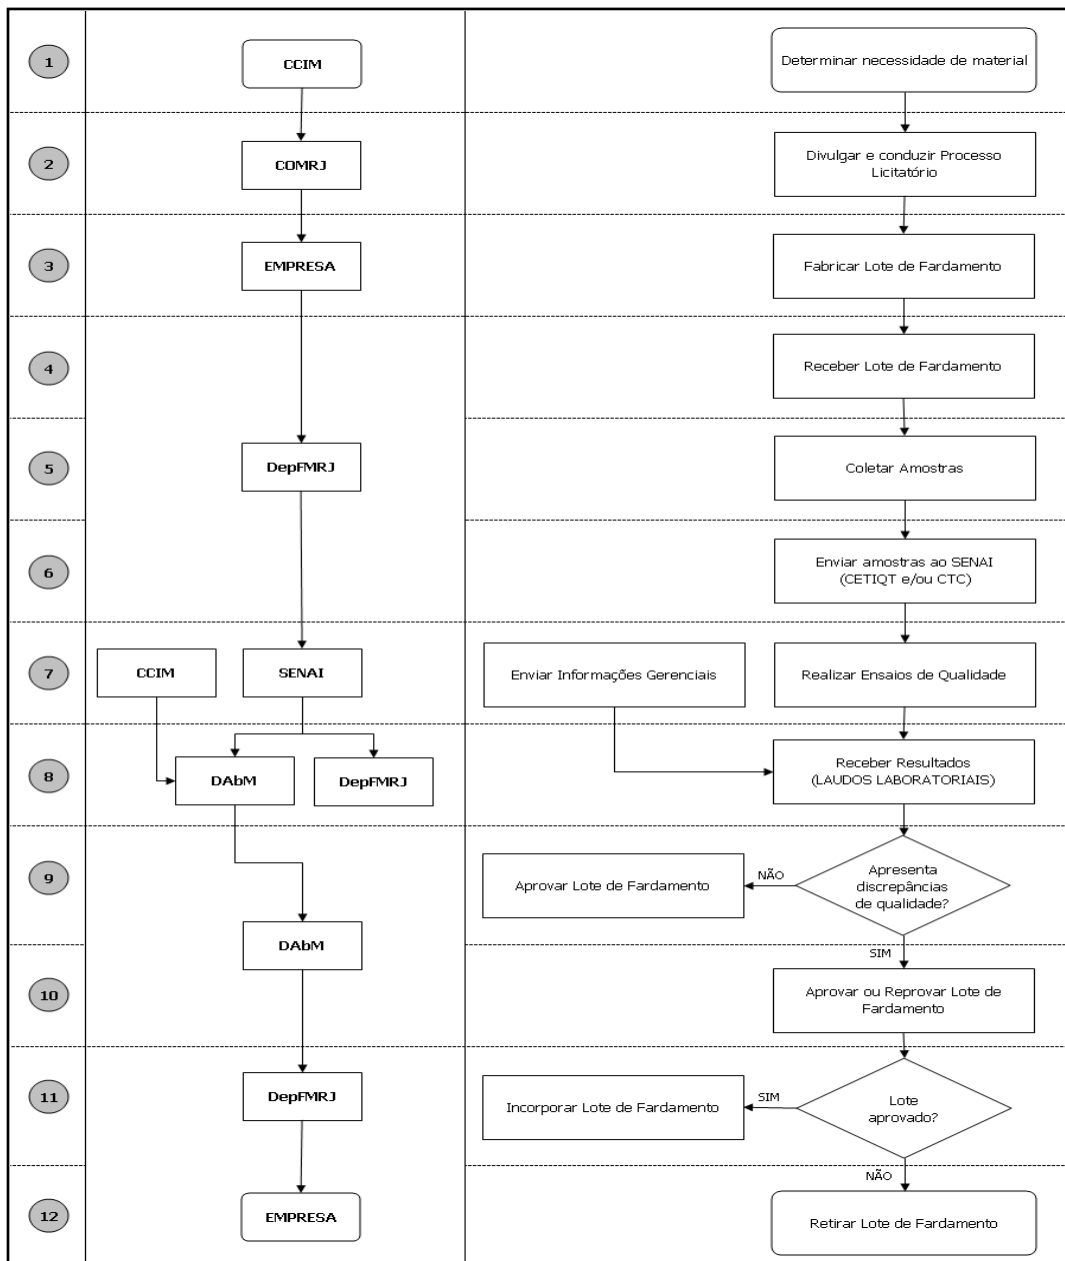 1
CCIM
Determinar necessidade de material
2
COMRJ
Divulgar e conduzir Processo
Licitatório
3
EMPRESA
Fabricar Lote de Fardamento
4
Receber Lote de Fardamento
5
DepFMRJ
Coletar Amostras
6
Enviar amostras ao SENAI
(CETIQT e/ou CTC)
7
CCIM
SENAI
Enviar Informações Gerenciais
Realizar Ensaios de Qualidade
8
DAbM
DepFMRJ
Receber Resultados
(LAUDOS LABORATORIAIS)
9
Aprovar Lote de Fardamento
NÃO
Apresenta
discrepâncias
de qualidade?
DAbM
SIM
10
Aprovar ou Reprovar Lote de
Fardamento
11
DepFMRJ
Incorporar Lote de Fardamento
SIM
Lote
aprovado?
NÃO
12
EMPRESA
Retirar Lote de Fardamento